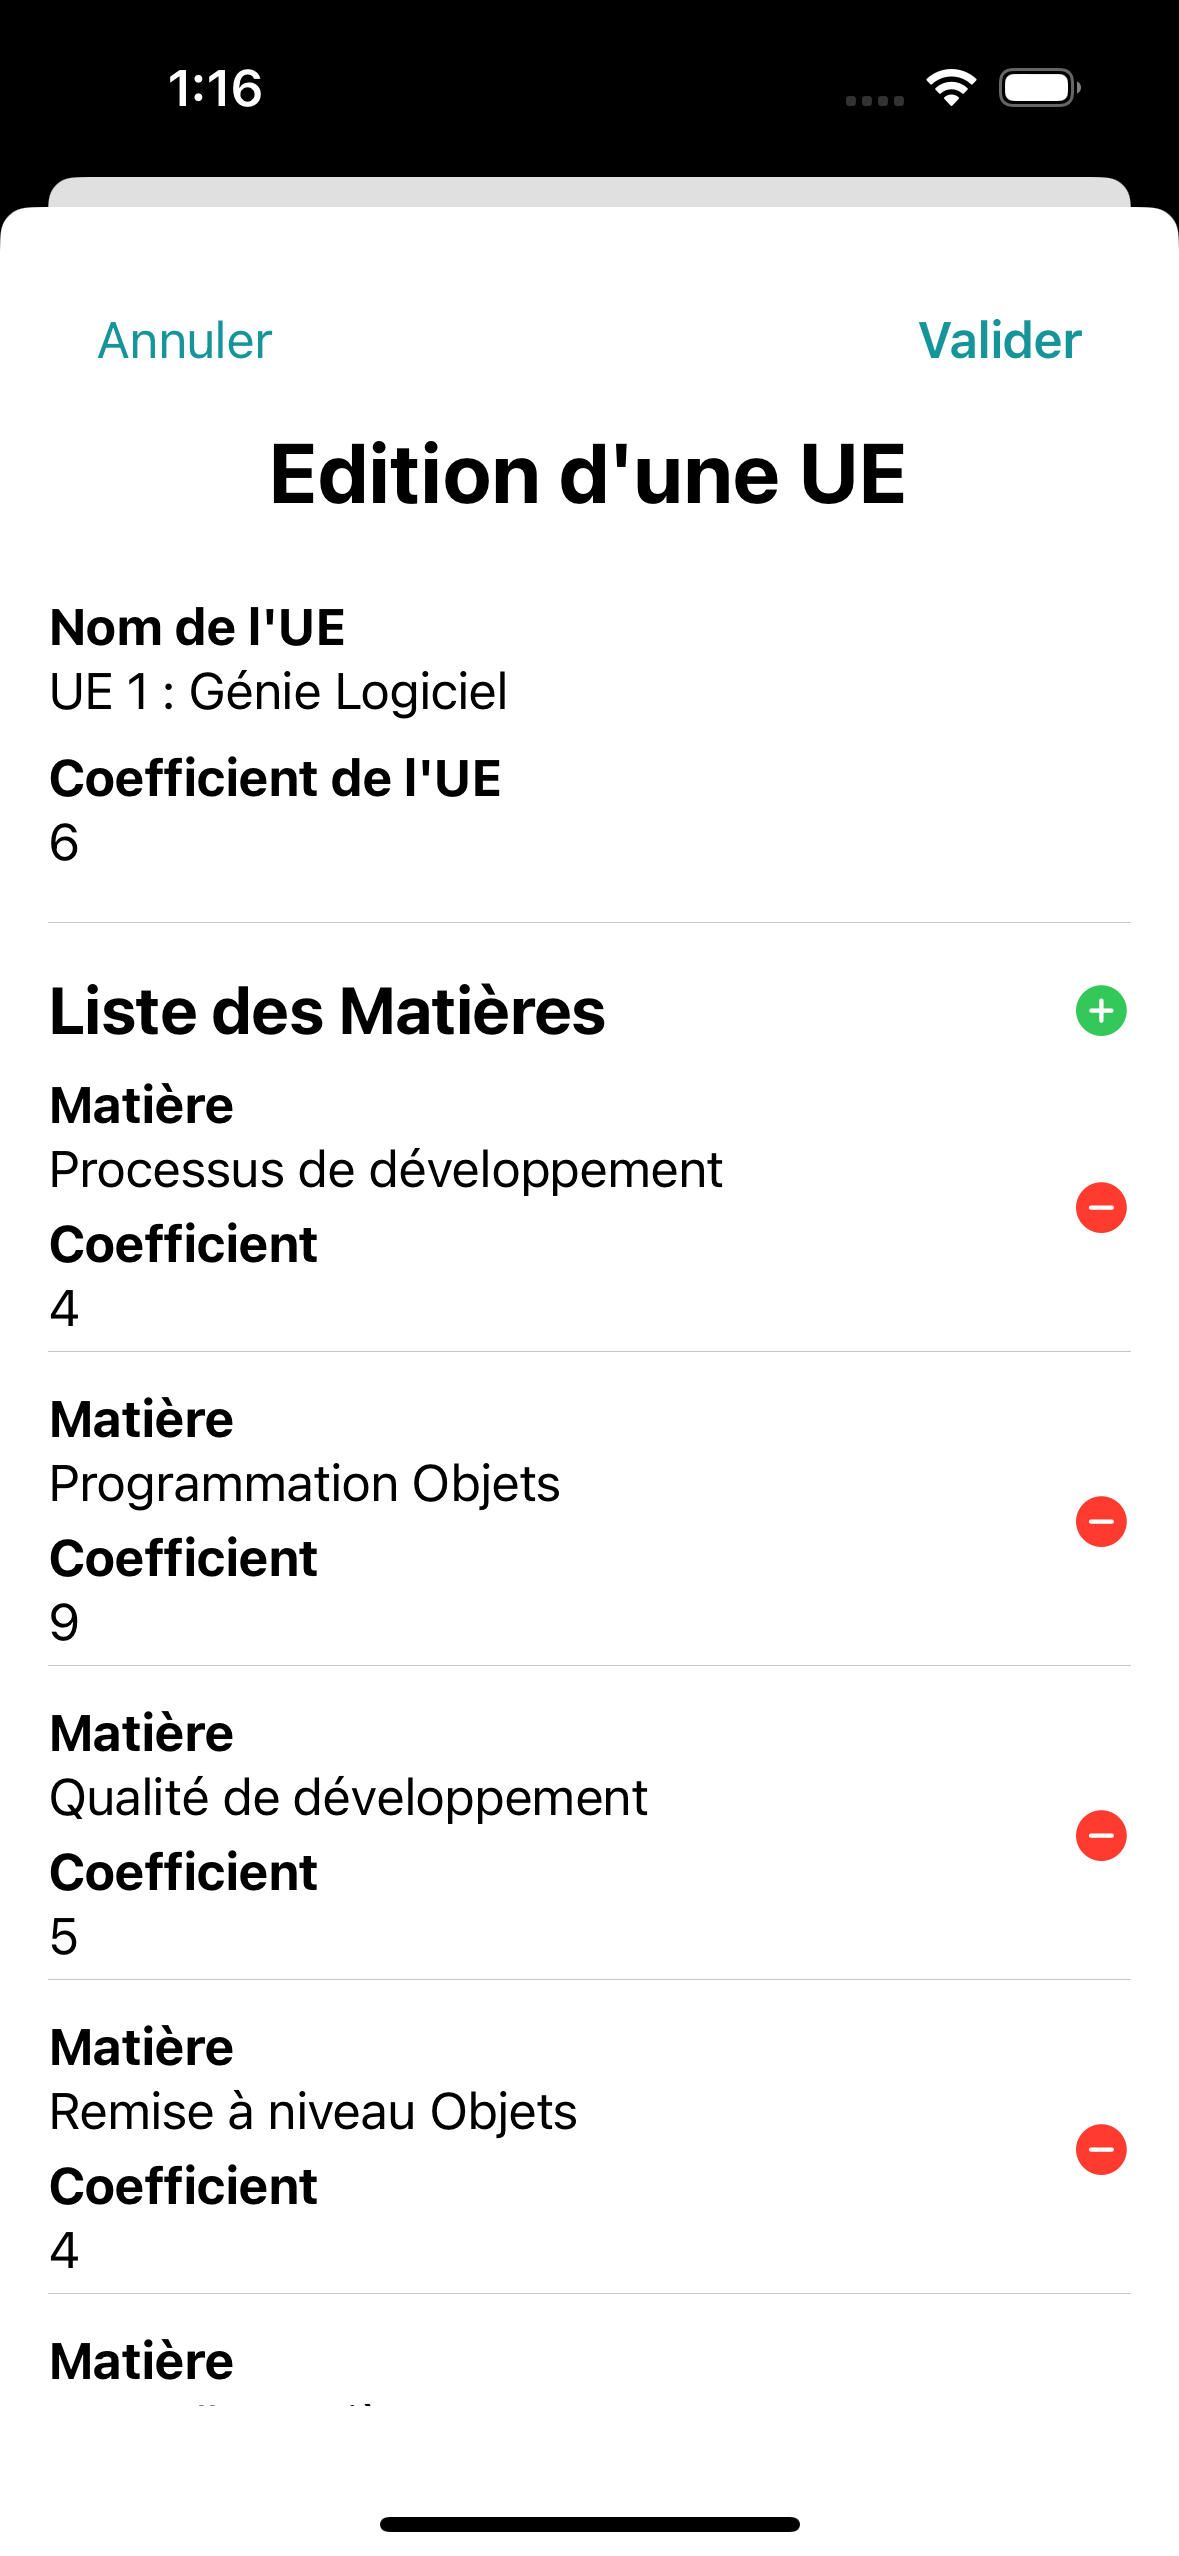 1:16
Annuler
Valider
Edition d'une UE
Nom de l'UE
UE 1 : Génie Logiciel
Coefficient de l'UE
6
Liste des Matières
Matière
Processus de développement
Coefficient
4
Matière
Programmation Objets
Coefficient
9
Matière
Qualité de développement
Coefficient
5
Matière
Remise à niveau Objets
Coefficient
4
Matière